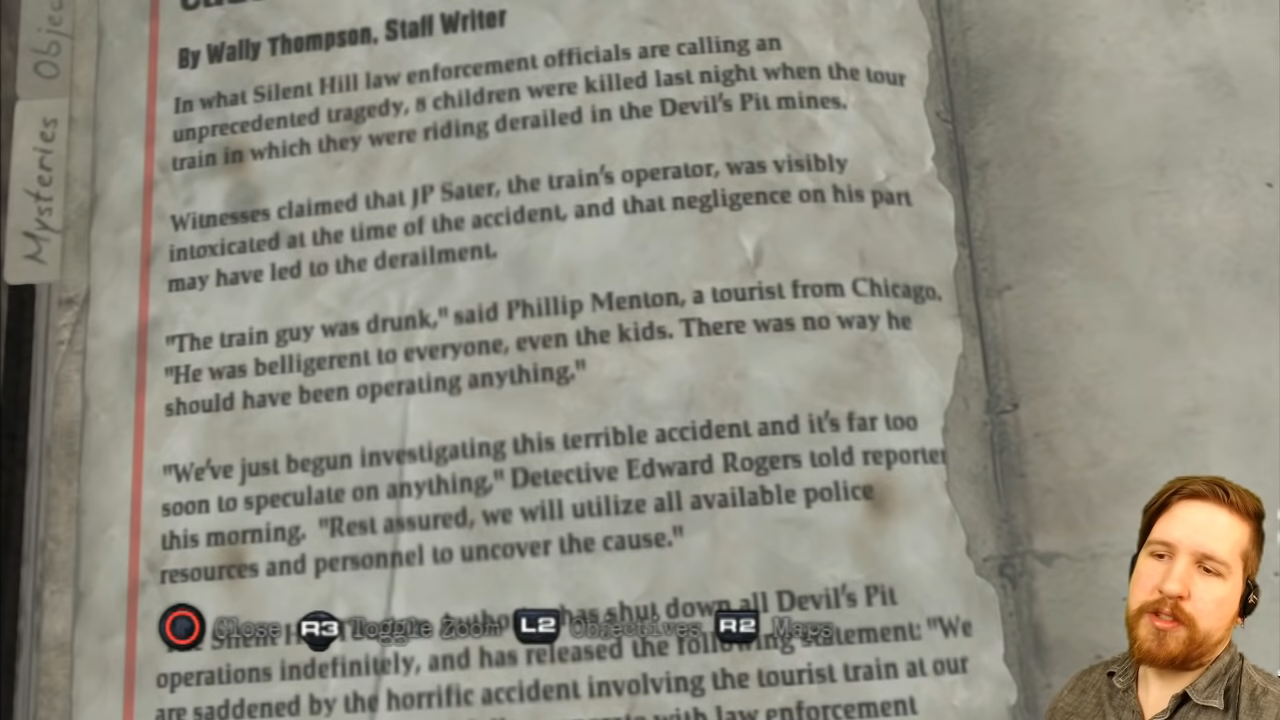 Objec
Mysteries
By Wally Thompson, Staff Writer
In what Silent Hill law enforcement officials are calling an
unprecedented tragedy, 8 children were killed last night when the tour
train in which they were riding derailed in the Devil's Pit mines.
Witnesses claimed that JP Sater, the train's operator, was visibly
intoxicated at the time of the accident, and that negligence on his part
may have led to the derailment.
"The train guy was drunk," said Phillip Menton, a tourist from Chicago,
"He was belligerent to everyone, even the kids. There was no way he
should have been operating anything."
"We've just begun investigating this terrible accident and it's far too
soon to speculate on anything," Detective Edward Rogers told reporter
this morning. "Rest assured, we will utilize all available police
resources and personnel to uncover the cause."
Silent H has shut down all Devil's Pit
Close R3 Toggle Zoom L2 Objectives R2 Maps
operations indefinitely, and has released the following statement: "We
are saddened by the horrific accident involving the tourist train at our
with law enforcement